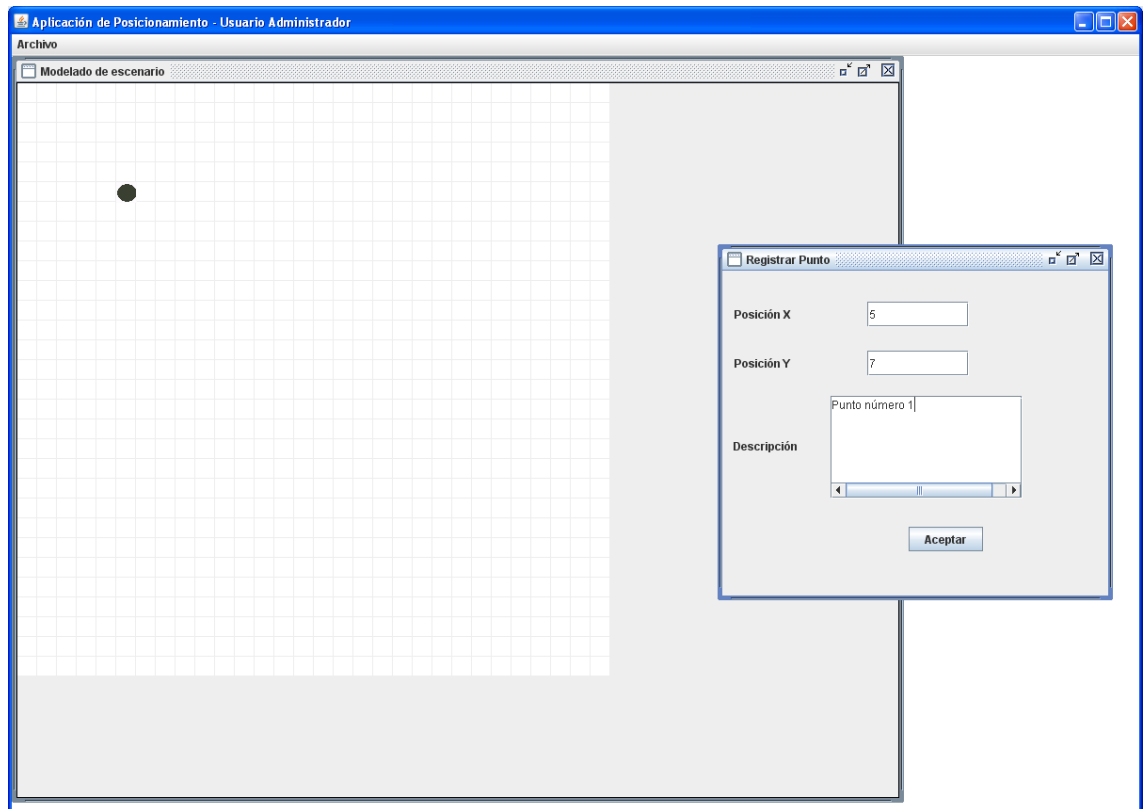 Aplicación de Posicionamiento - Usuario Administrador
Archivo
Modelado de escenario
Registrar Punto
Posición X
5
Posición Y
7
Punto número 1
Descripción
Aceptar